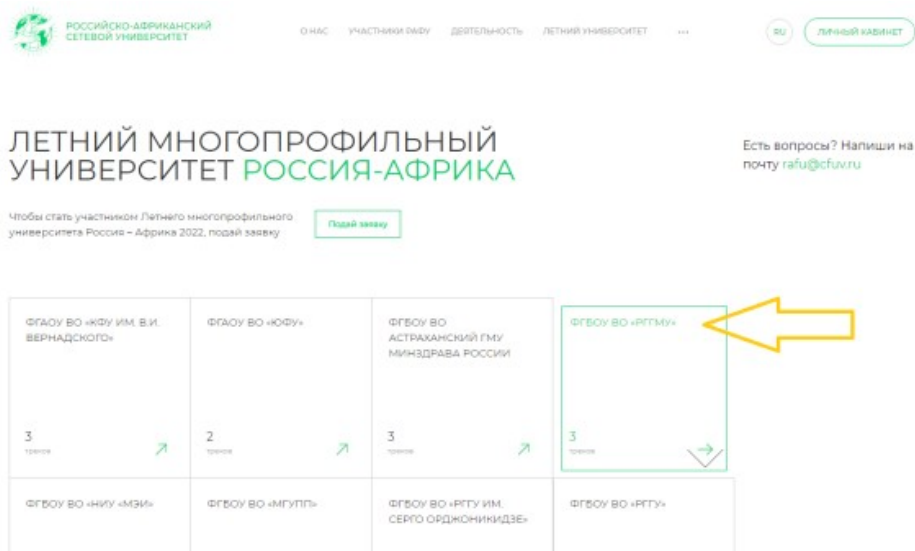 РОССИЙСКО-АФРИКАНСКИЙ
СЕТЕВОЙ УНИВЕРСИТЕТ
О НАС
УЧАСТНИКИ РАФУ
ДЕЯТЕЛЬНОСТЬ
ЛЕТНИЙ УНИВЕРСИТЕТ
...
RU
ЛИЧНЫЙ КАБИНЕТ
ЛЕТНИЙ МНОГОПРОФИЛЬНЫЙ
УНИВЕРСИТЕТ РОССИЯ-АФРИКА
Есть вопросы? Напиши на
почту rafu@cfuv.ru
Чтобы стать участником Летнего многопрофильного
университета Россия – Африка 2022, подай заявку
Подай заявку
ФГАОУ ВО «КФУ ИМ. В.И.
ВЕРНАДСКОГО»
3
треков
ФГАОУ ВО «ЮФУ»
2
треков
ФГБОУ ВО
АСТРАХАНСКИЙ ГМУ
МИНЗДРАВА РОССИИ
3
треков
ФГБОУ ВО «РГГМУ»
3
треков
ФГБОУ ВО «НИУ «МЭИ»
ФГБОУ ВО «МГУПП»
ФГБОУ ВО «РГГУ ИМ.
СЕРГО ОРДЖОНИКИДЗЕ»
ФГБОУ ВО «РГГУ»